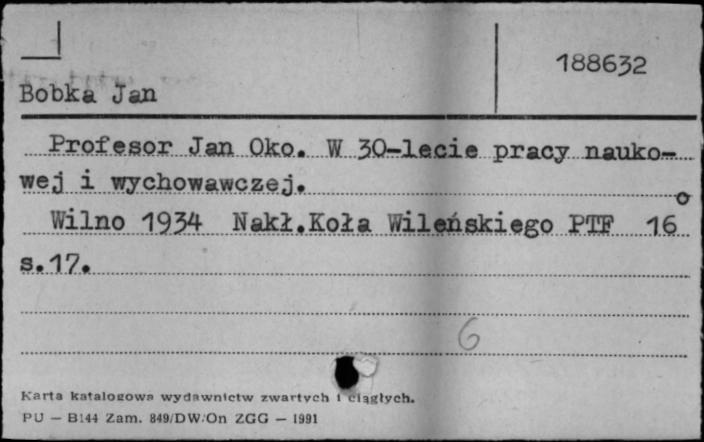 188632
Bobka Jan
Profesor Jan Oko. W 30-lecie pracy nauko-
wej i wychowawczej.
Wilno 1934 Nakł.Koła Wileńskiego PTF 16°
s.17.
6
Karta katalogowa wydawnictw zwartych i ciągłych.
PU — B144 Zam. 849/DW/On ZGG — 1991